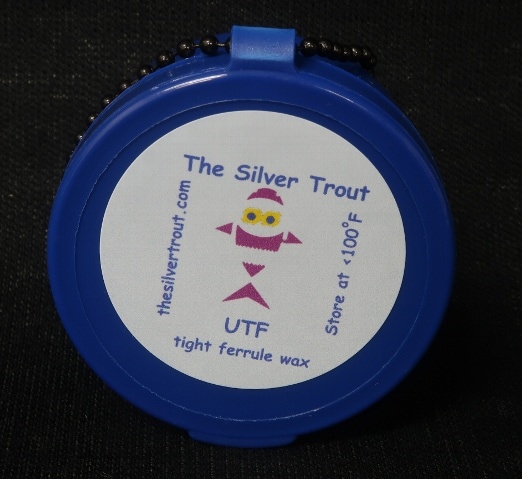 The Silver Trout
thesilvertrout.com
Store at <100°F
UTF
tight ferrule wax